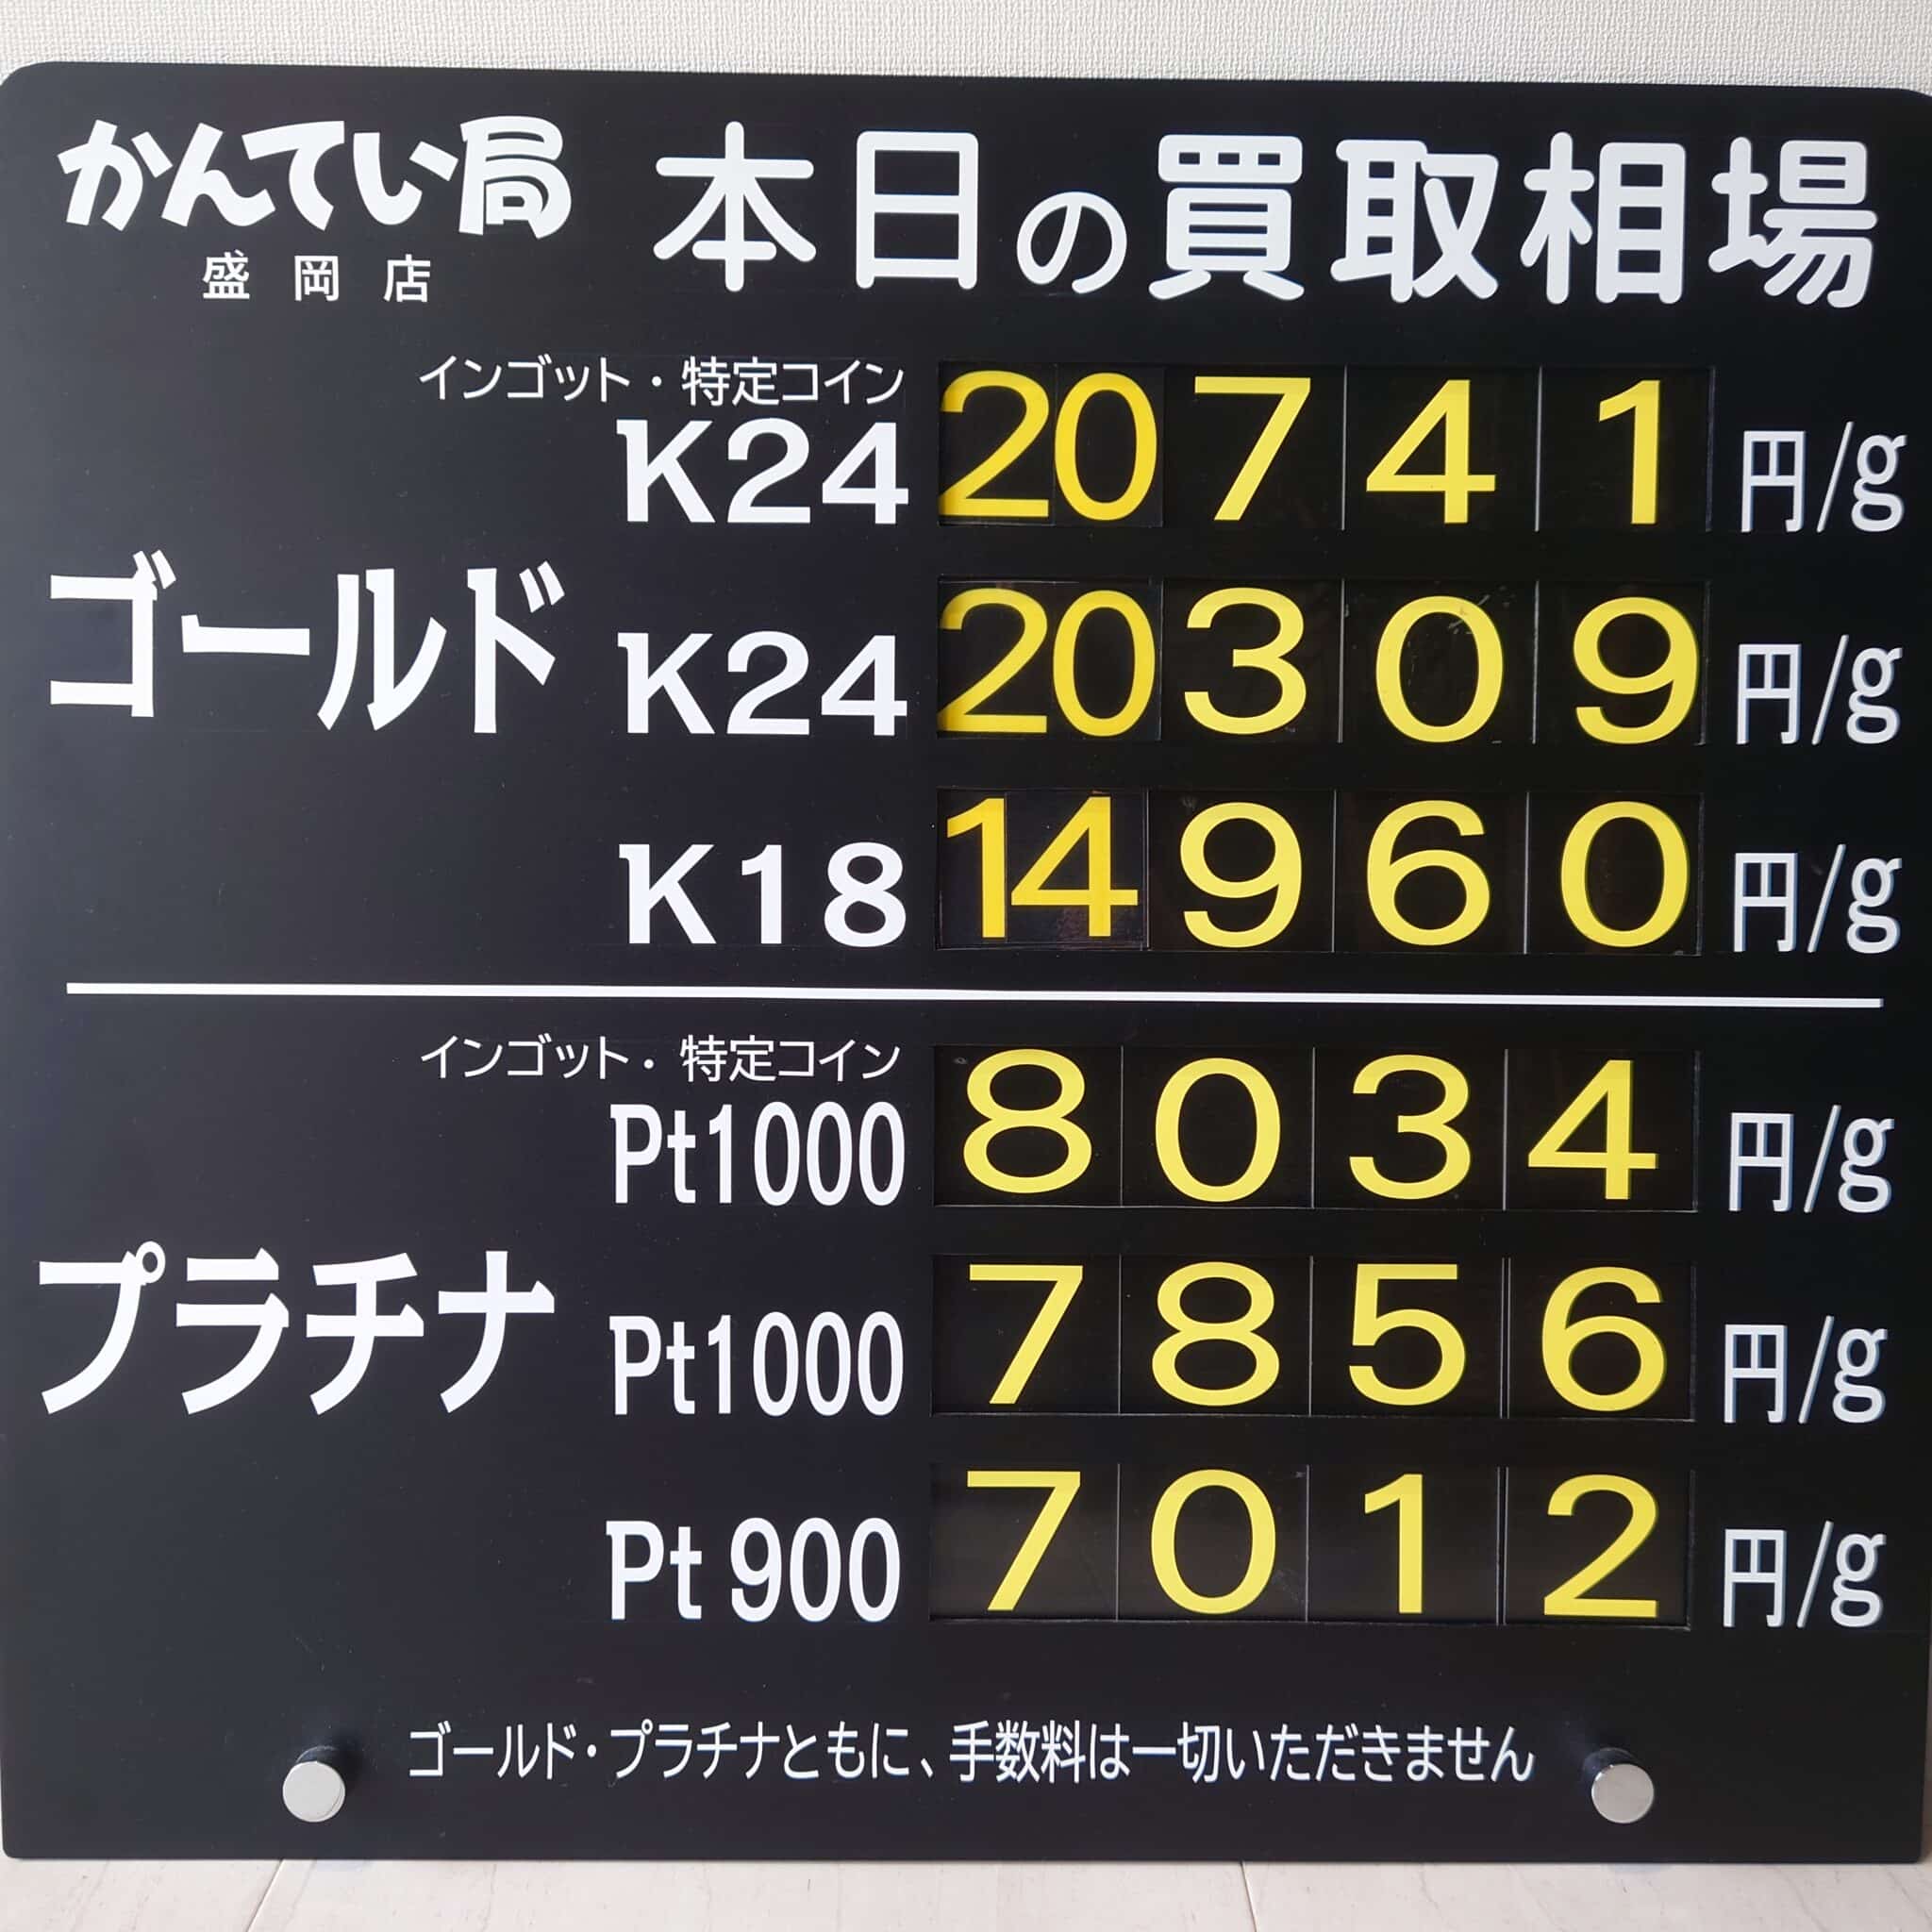 かんてい局 本日の買取相場
盛岡店
インゴット・特定コイン
K24 20741 円/g
ゴールド K24 20309 円/g
K18 14960 円/g
インゴット・特定コイン
Pt1000 8034 円/g
プラチナ Pt1000 7856 円/g
Pt 900 7012 円/g
ゴールド・プラチナともに、手数料は一切いただきません